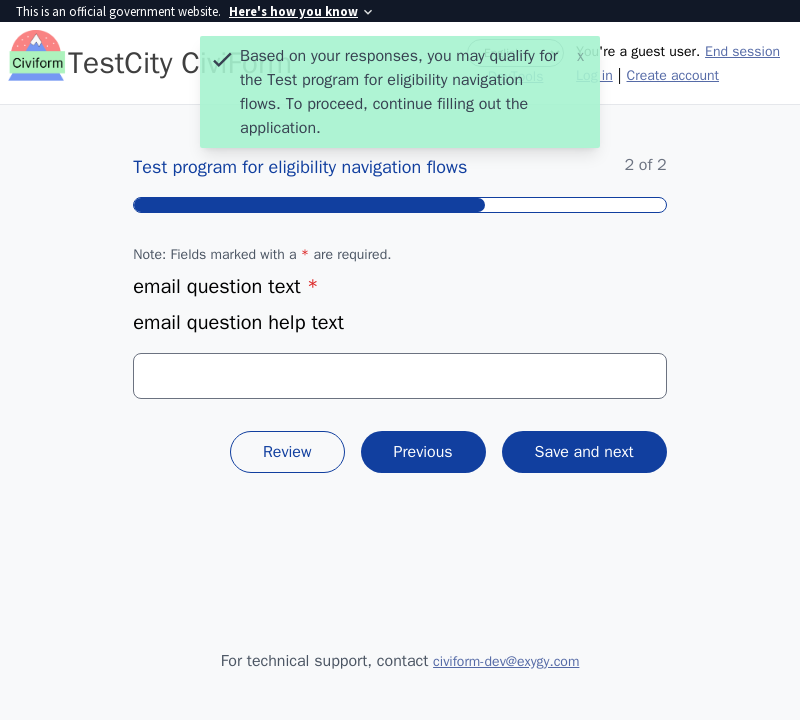 This is an official government website. Here's how you know
Civiform TestCity CiviForm
Based on your responses, you may qualify for
the Test program for eligibility navigation
flows. To proceed, continue filling out the
application.
x
You're a guest user. End session
Log in | Create account
Test program for eligibility navigation flows
2 of 2
Note: Fields marked with a * are required.
email question text *
email question help text
Review
Previous
Save and next
For technical support, contact civiform-dev@exygy.com